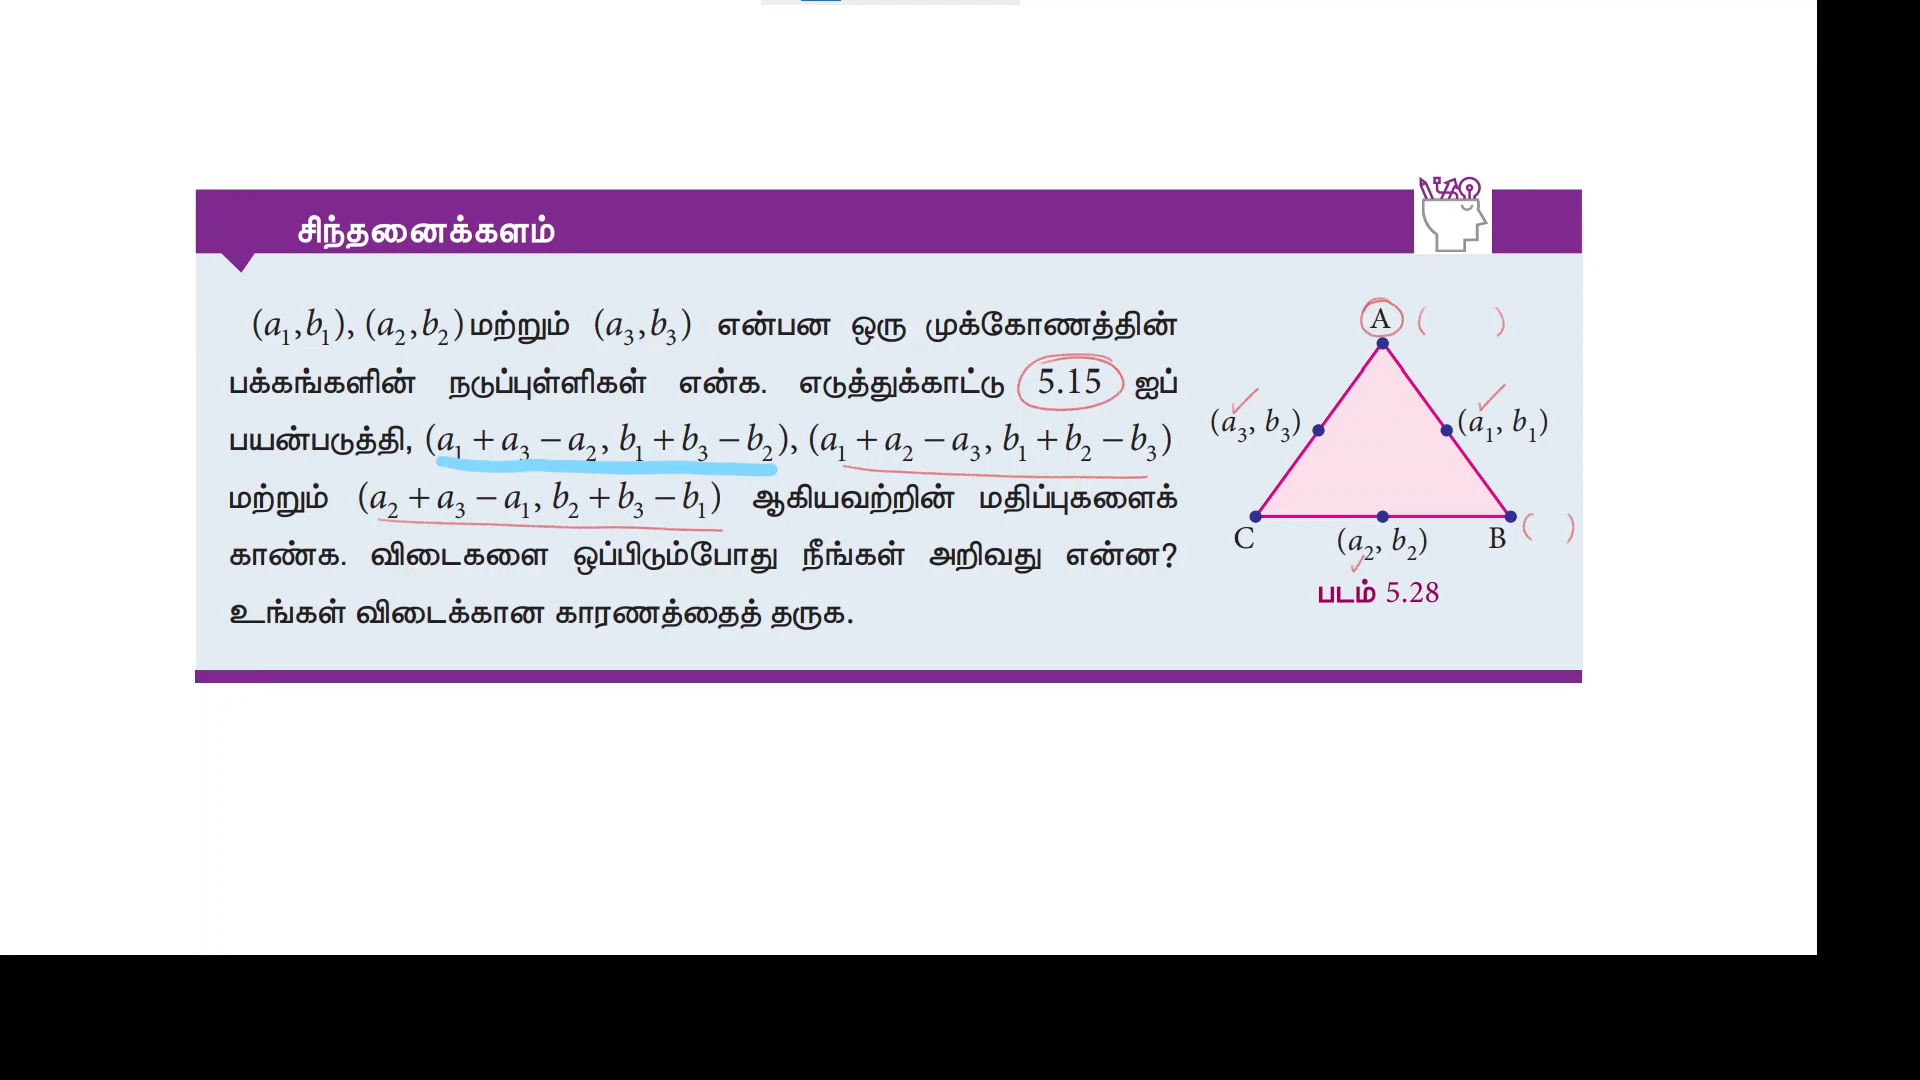 சிந்தனைக்களம்
(a₁,b₁), (a₂,b₂) மற்றும் (a₃,b₃) என்பன ஒரு முக்கோணத்தின்
பக்கங்களின் நடுப்புள்ளிகள் என்க. எடுத்துக்காட்டு 5.15 ஐப்
பயன்படுத்தி, (a₁ + a₃ − a₂, b₁ + b₃ − b₂), (a₁ + a₂ − a₃, b₁ + b₂ − b₃)
மற்றும் (a₂ + a₃ − a₁, b₂ + b₃ − b₁) ஆகியவற்றின் மதிப்புகளைக்
காண்க. விடைகளை ஒப்பிடும்போது நீங்கள் அறிவது என்ன?
உங்கள் விடைக்கான காரணத்தைத் தருக.
A ( )
(a₃, b₃) (a₁, b₁)
C (a₂, b₂) B ( )
படம் 5.28